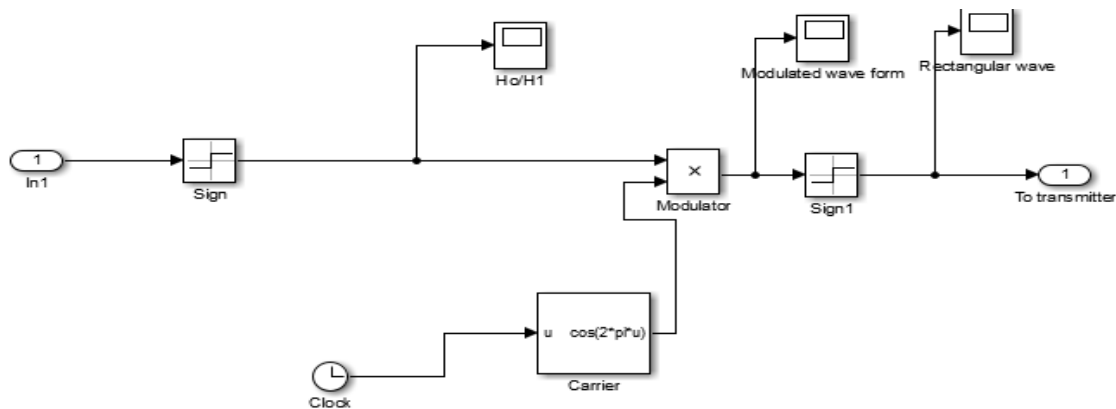 Ho/H1
Modulated wave form
Rectangular wave
1
In1
Sign
×
Modulator
Sign1
1
To transmitter
u cos(2*pi*u)
Carrier
Clock